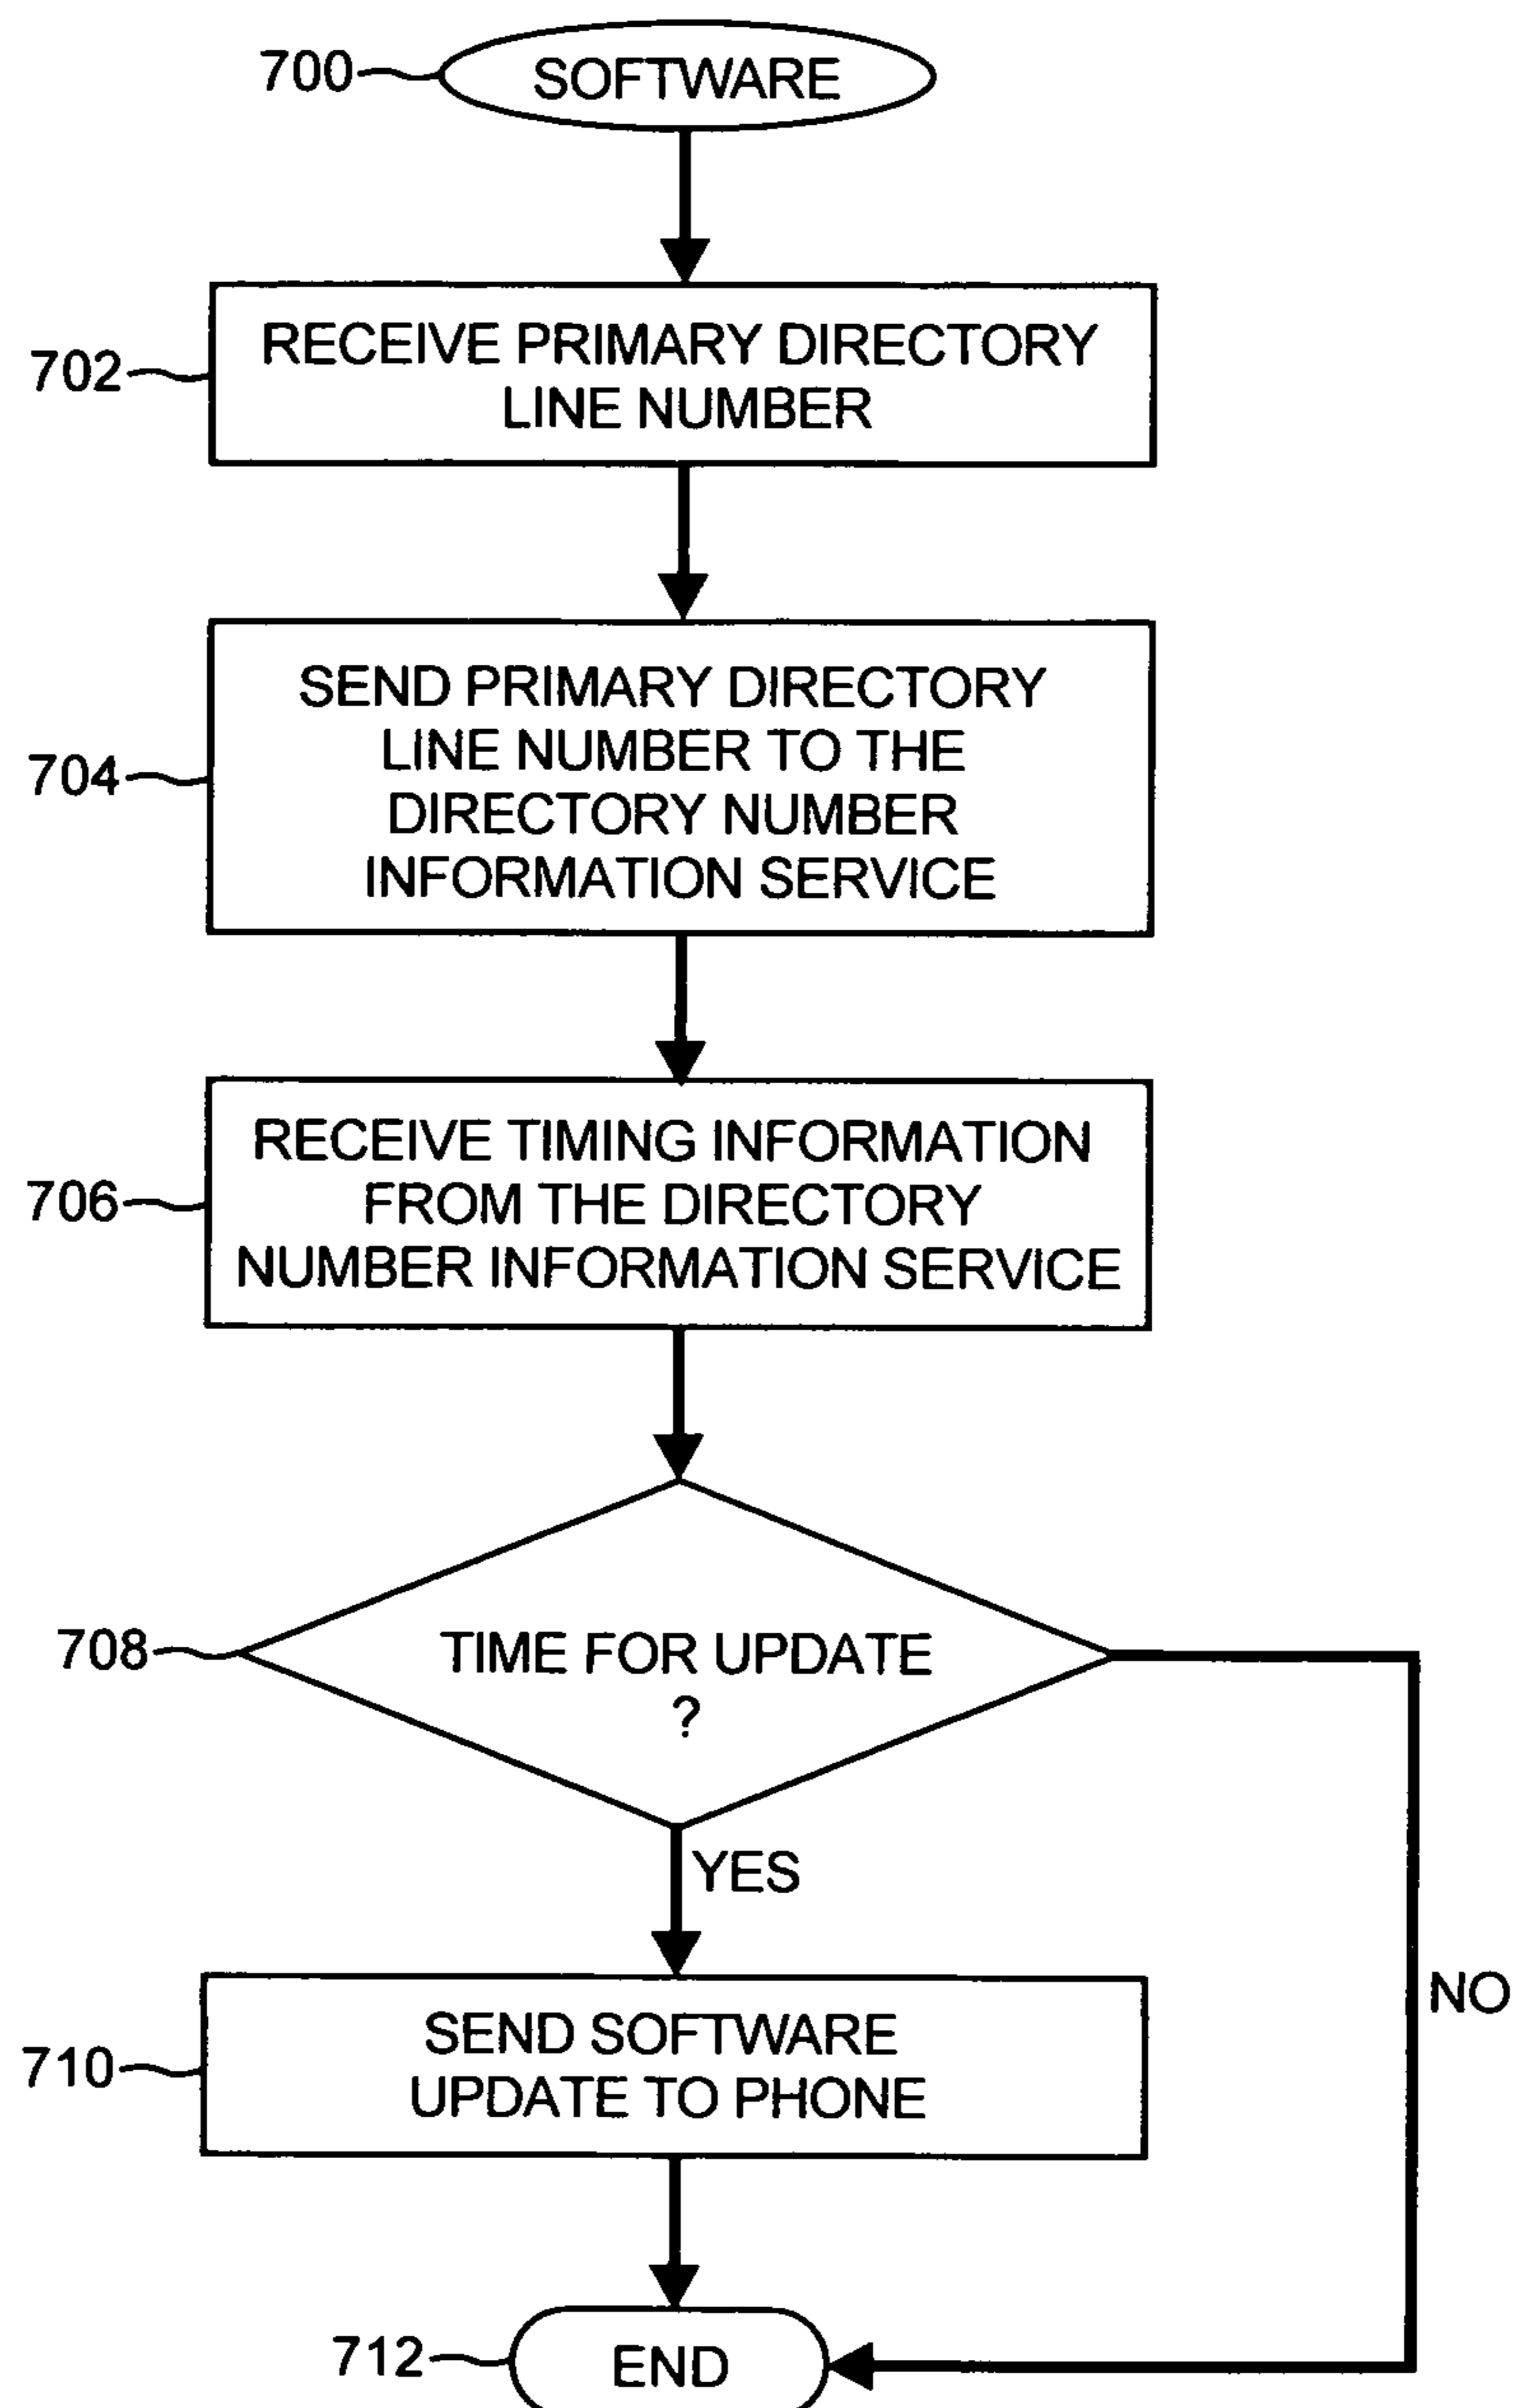 700
SOFTWARE
702
RECEIVE PRIMARY DIRECTORY
LINE NUMBER
704
SEND PRIMARY DIRECTORY
LINE NUMBER TO THE
DIRECTORY NUMBER
INFORMATION SERVICE
706
RECEIVE TIMING INFORMATION
FROM THE DIRECTORY
NUMBER INFORMATION SERVICE
708
TIME FOR UPDATE
?
YES
NO
710
SEND SOFTWARE
UPDATE TO PHONE
712
END